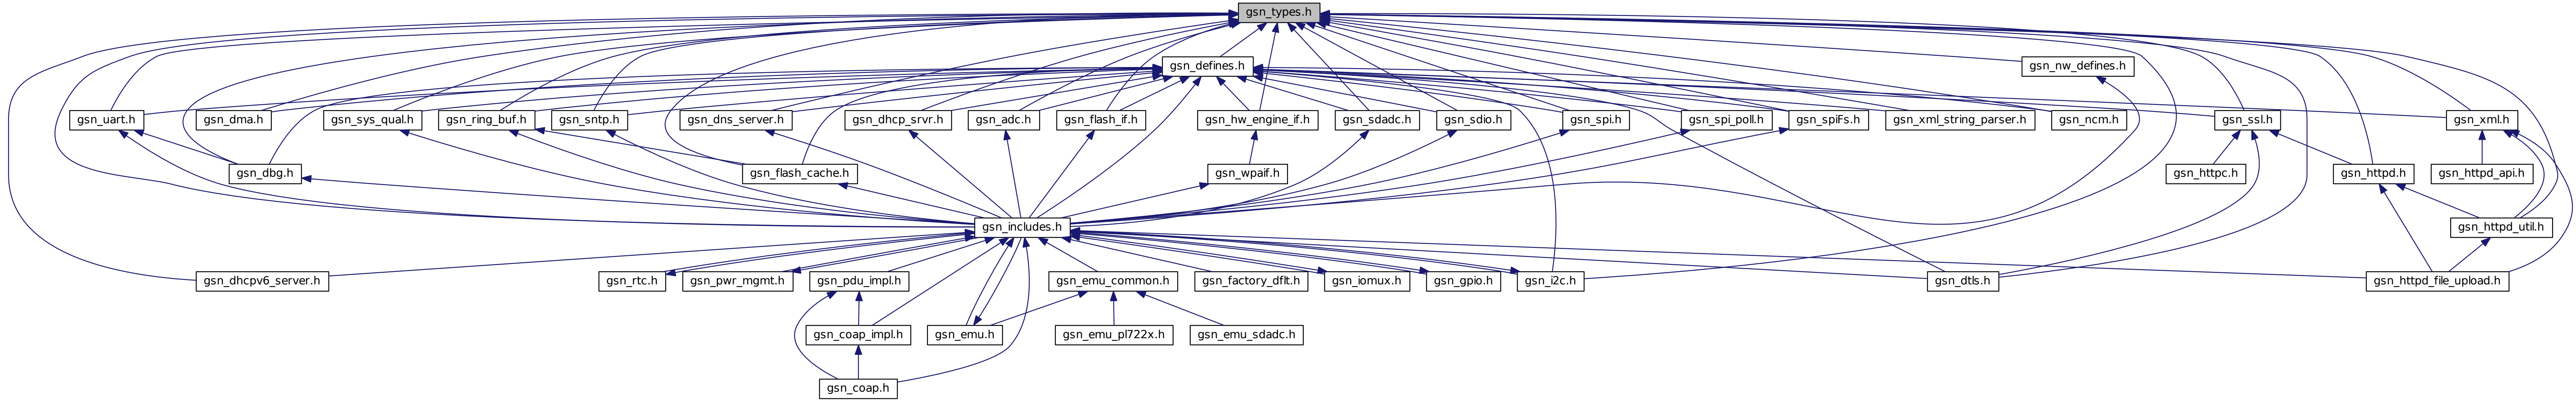 gsn_types.h
gsn_defines.h
gsn_nw_defines.h
gsn_uart.h
gsn_dma.h
gsn_sys_qual.h
gsn_ring_buf.h
gsn_sntp.h
gsn_dns_server.h
gsn_dhcp_srvr.h
gsn_adc.h
gsn_flash_if.h
gsn_hw_engine_if.h
gsn_sdadc.h
gsn_sdio.h
gsn_spi.h
gsn_spi_poll.h
gsn_spiFs.h
gsn_xml_string_parser.h
gsn_ncm.h
gsn_ssl.h
gsn_xml.h
gsn_dbg.h
gsn_flash_cache.h
gsn_wpaif.h
gsn_httpc.h
gsn_httpd.h
gsn_httpd_api.h
gsn_includes.h
gsn_httpd_util.h
gsn_dhcpv6_server.h
gsn_rtc.h
gsn_pwr_mgmt.h
gsn_pdu_impl.h
gsn_emu_common.h
gsn_factory_dflt.h
gsn_iomux.h
gsn_gpio.h
gsn_i2c.h
gsn_dtls.h
gsn_httpd_file_upload.h
gsn_coap_impl.h
gsn_emu.h
gsn_emu_pl722x.h
gsn_emu_sdadc.h
gsn_coap.h